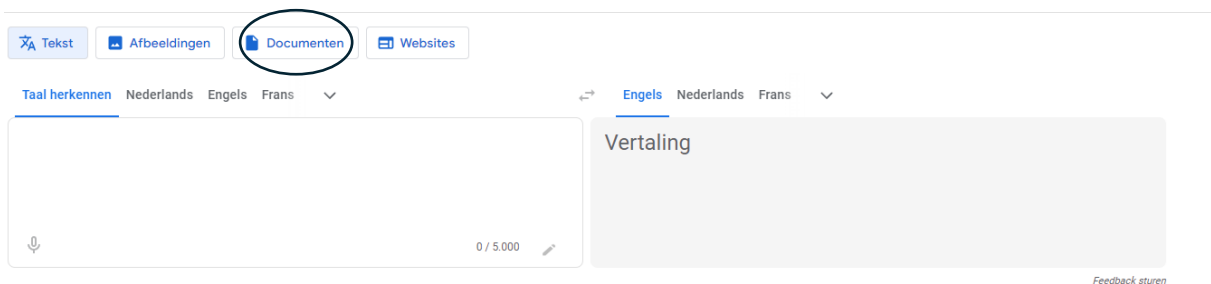 Tekst Afbeeldingen Documenten Websites
Taal herkennen Nederlands Engels Frans Engels Nederlands Frans
Vertaling
0 / 5.000
Feedback sturen